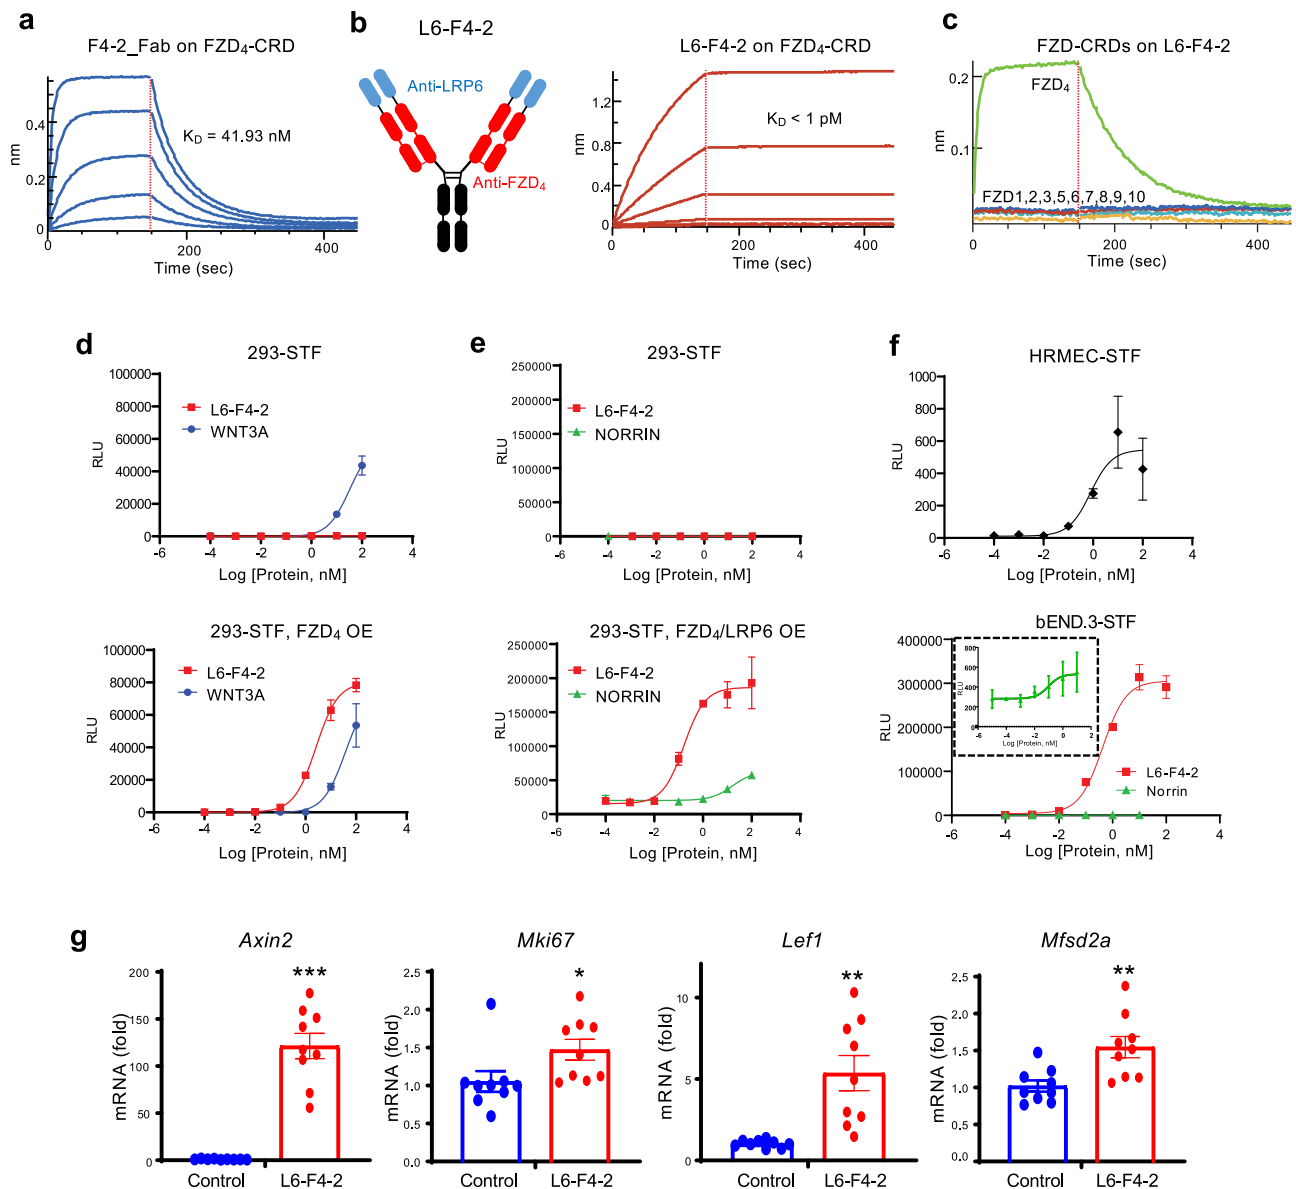 a
F4-2_Fab on FZD4-CRD
nm
0.4
0.2
0
KD = 41.93 nM
0
200
400
Time (sec)
b
L6-F4-2
Anti-LRP6
Anti-FZD4
L6-F4-2 on FZD4-CRD
1.2
0.8
0.4
0
KD < 1 pM
0
200
400
Time (sec)
c
FZD-CRDs on L6-F4-2
nm
0.2
0.1
FZD4
FZD1,2,3,5,6,7,8,9,10
0
200
400
Time (sec)
d
293-STF
RLU
100000
80000
60000
40000
20000
0
L6-F4-2
WNT3A
-6 -4 -2 0 2 4
Log [Protein, nM]
293-STF, FZD4 OE
RLU
100000
80000
60000
40000
20000
0
L6-F4-2
WNT3A
-6 -4 -2 0 2 4
Log [Protein, nM]
e
293-STF
RLU
250000
200000
150000
100000
50000
0
L6-F4-2
NORRIN
-6 -4 -2 0 2 4
Log [Protein, nM]
293-STF, FZD4/LRP6 OE
RLU
250000
200000
150000
100000
50000
0
L6-F4-2
NORRIN
-6 -4 -2 0 2 4
Log [Protein, nM]
f
HRMEC-STF
RLU
1000
800
600
400
200
0
-6 -4 -2 0 2 4
Log [Protein, nM]
bEND.3-STF
RLU
400000
300000
200000
100000
0
RLU
800
600
400
200
0
-6 -4 -2 0 2
Log [Protein, nM]
L6-F4-2
Norrin
-6 -4 -2 0 2 4
Log [Protein, nM]
g
Axin2
mRNA (fold)
200
150
100
50
0
***
Control L6-F4-2
Mki67
mRNA (fold)
2.5
2.0
1.5
1.0
0.5
0.0
*
Control L6-F4-2
Lef1
mRNA (fold)
10
5
0
**
Control L6-F4-2
Mfsd2a
mRNA (fold)
2.5
2.0
1.5
1.0
0.5
0.0
**
Control L6-F4-2